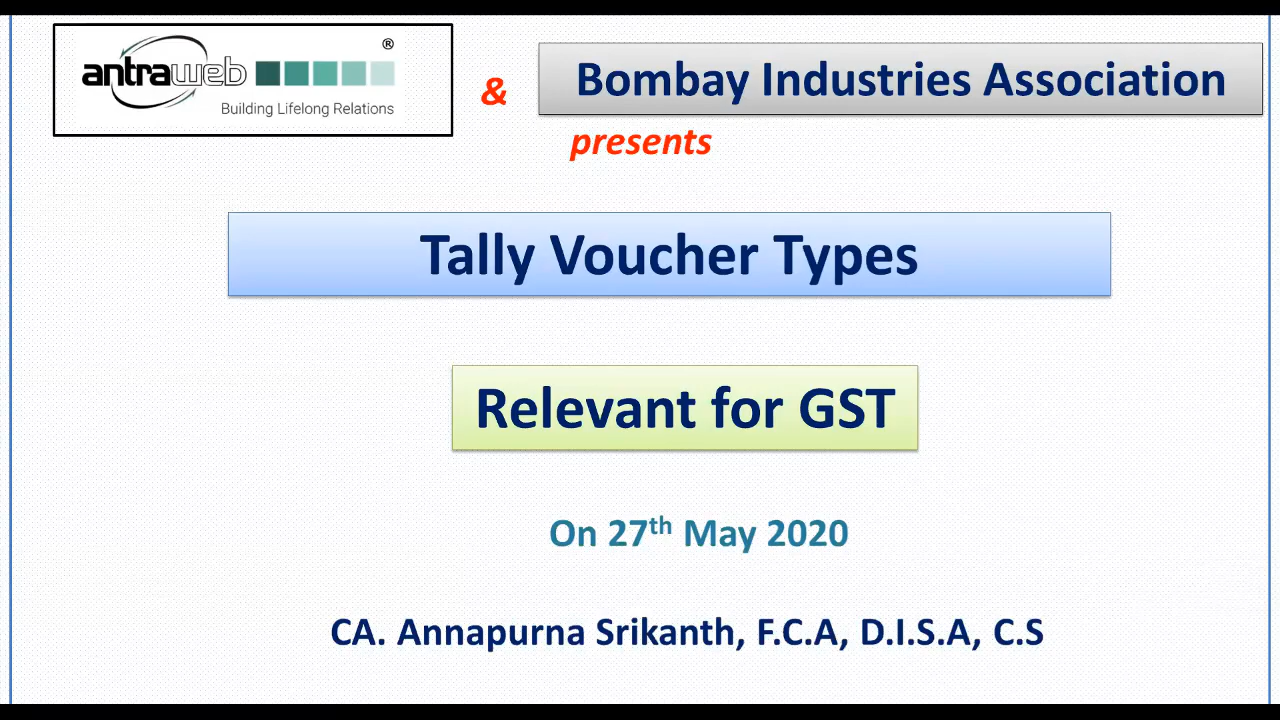 antraweb ®
Building Lifelong Relations
& Bombay Industries Association
presents
Tally Voucher Types
Relevant for GST
On 27th May 2020
CA. Annapurna Srikanth, F.C.A, D.I.S.A, C.S